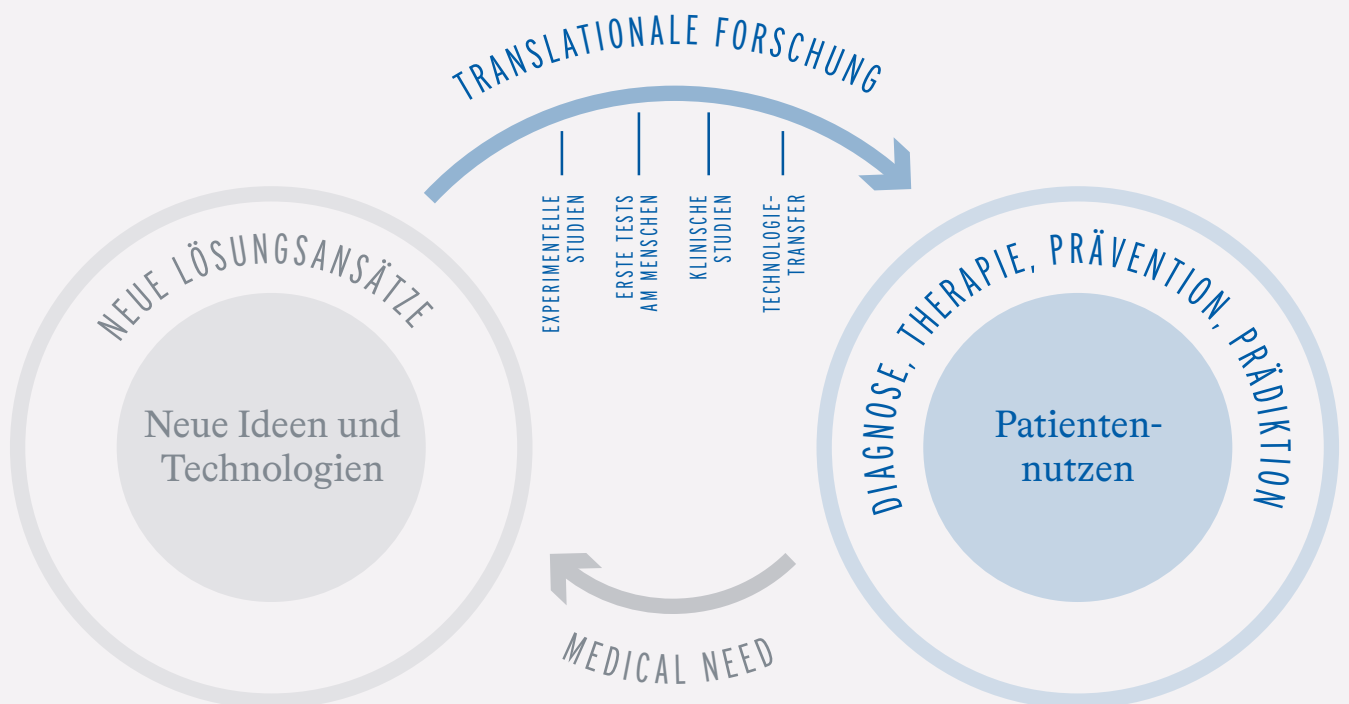 TRANSLATIONALE FORSCHUNG
EXPERIMENTELLE
STUDIEN
ERSTE TESTS
AM MENSCHEN
KLINISCHE
STUDIEN
TECHNOLOGIE-
TRANSFER
NEUE LÖSUNGSANSÄTZE
Neue Ideen und
Technologien
DIAGNOSE, THERAPIE, PRÄVENTION, PRÄDIKTION
Patienten-
nutzen
MEDICAL NEED